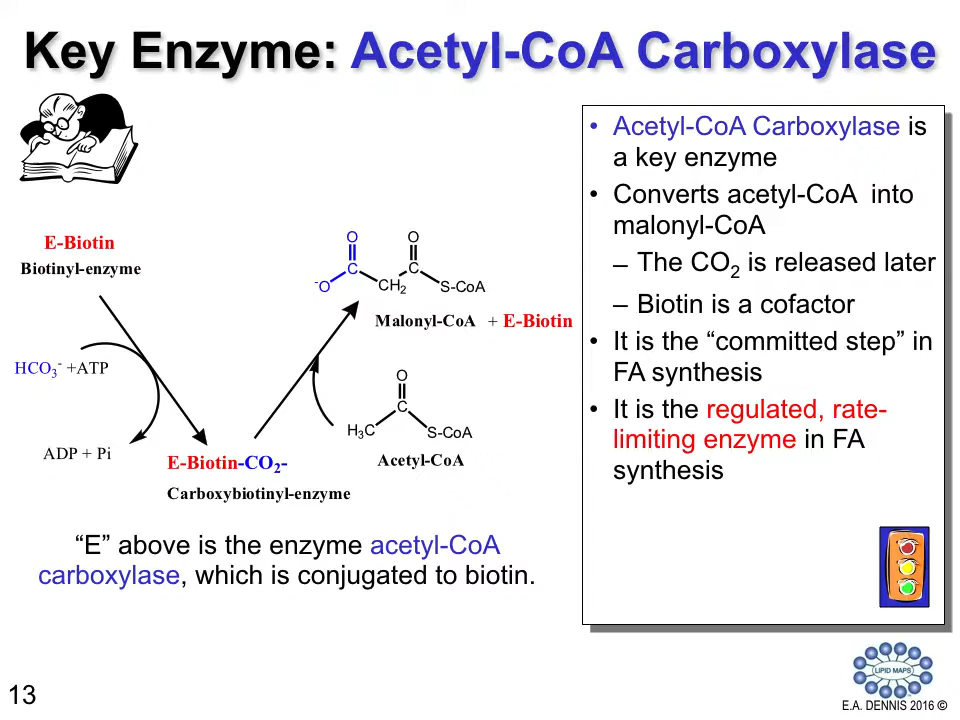 Key Enzyme: Acetyl-CoA Carboxylase
E-Biotin
Biotinyl-enzyme
HCO3- +ATP
ADP + Pi
E-Biotin-CO2-
Carboxybiotinyl-enzyme
O O
C C
-O CH2 S-CoA
Malonyl-CoA + E-Biotin
O
C
H3C S-CoA
Acetyl-CoA
“E” above is the enzyme acetyl-CoA
carboxylase, which is conjugated to biotin.
• Acetyl-CoA Carboxylase is
a key enzyme
• Converts acetyl-CoA into
malonyl-CoA
– The CO2 is released later
– Biotin is a cofactor
• It is the “committed step” in
FA synthesis
• It is the regulated, rate-
limiting enzyme in FA
synthesis
13
LIPID MAPS
E.A. DENNIS 2016 ©